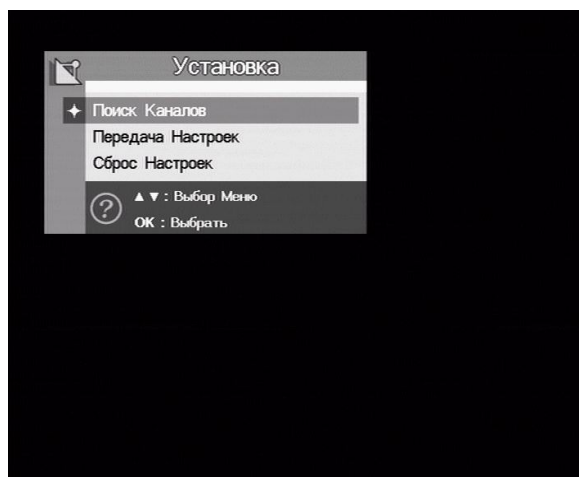 Установка
Поиск Каналов
Передача Настроек
Сброс Настроек
▲ ▼ : Выбор Меню
OK : Выбрать